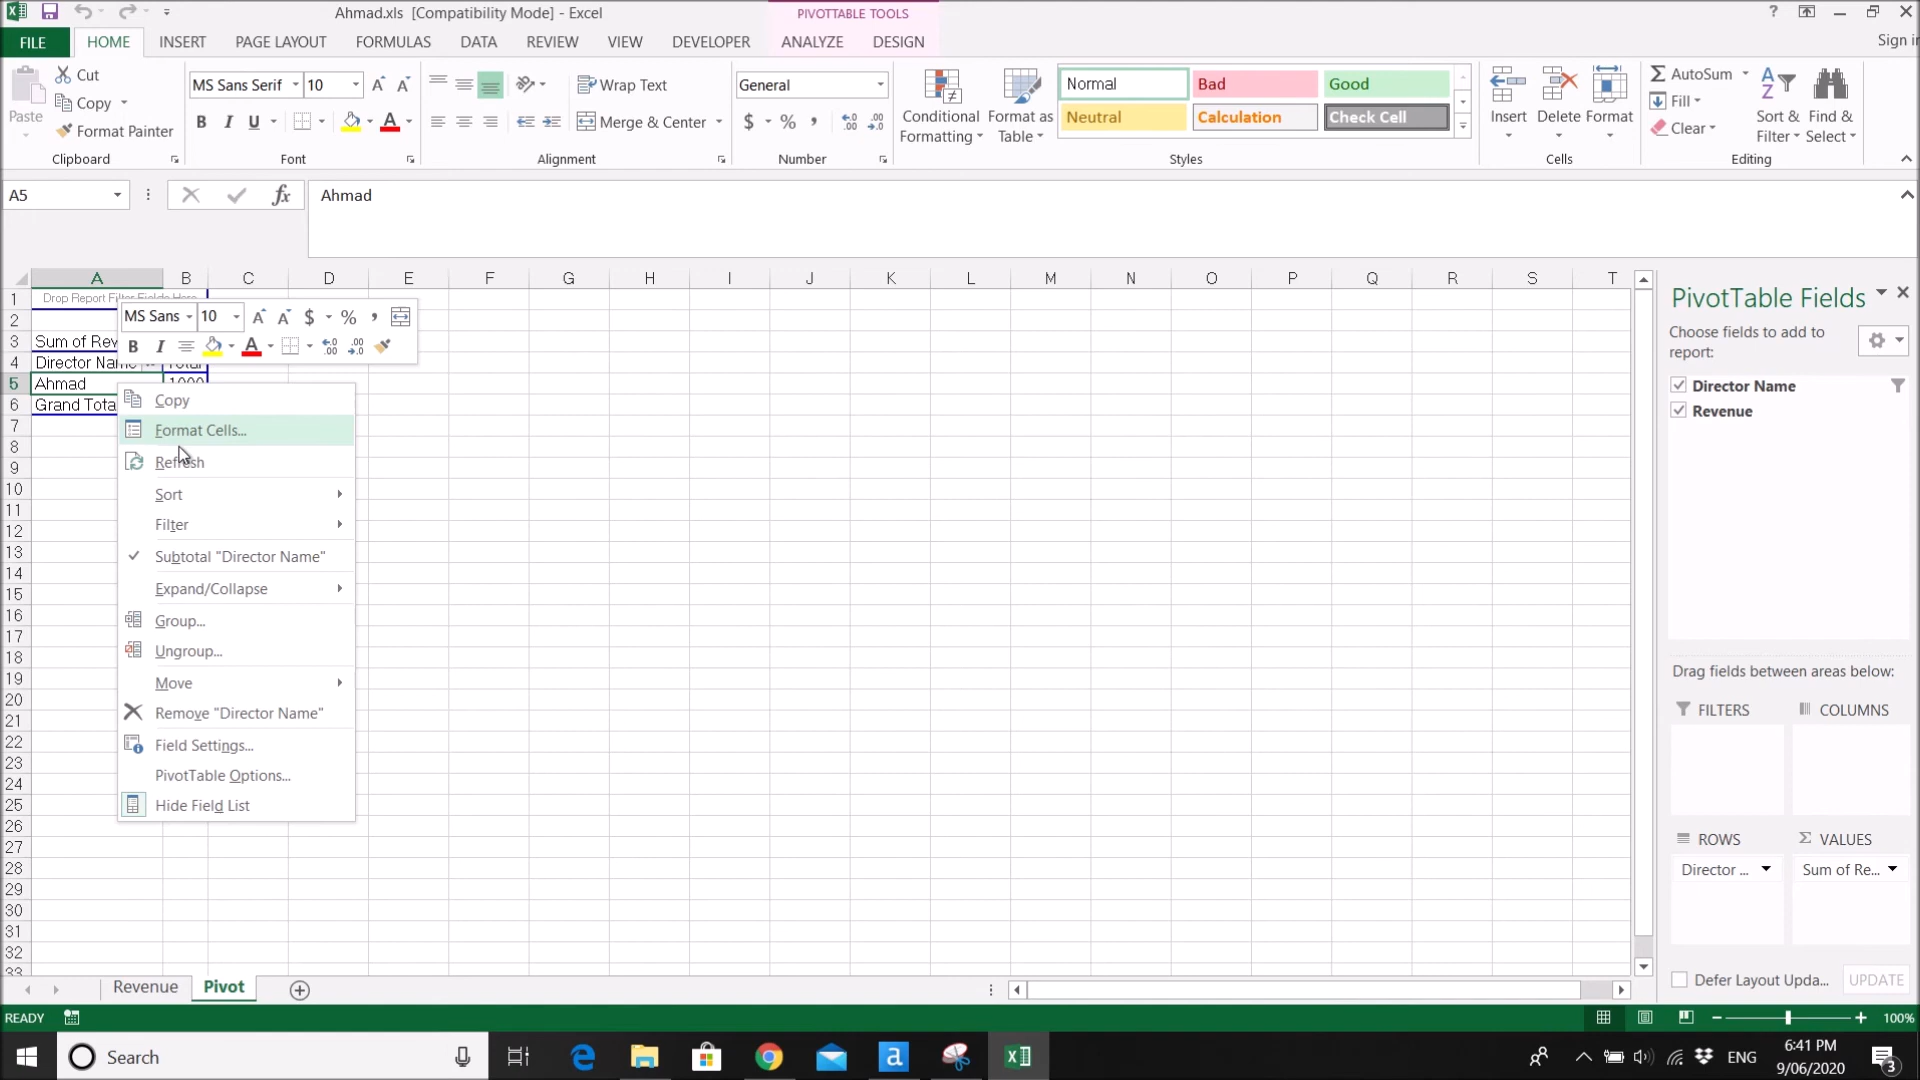 Ahmad.xls  [Compatibility Mode] - Excel
PIVOTTABLE TOOLS
?
Sign in
FILE HOME INSERT PAGE LAYOUT FORMULAS DATA REVIEW VIEW DEVELOPER ANALYZE DESIGN
Paste
Cut
Copy
Format Painter
Clipboard
MS Sans Serif 10
B I U
Font
Wrap Text
Merge & Center
Alignment
General
$ % ,
Number
Conditional Formatting
Format as Table
Normal Bad Good
Neutral Calculation Check Cell
Styles
Insert Delete Format
Cells
AutoSum
Fill
Clear
Sort & Filter
Find & Select
Editing
A5
fx
Ahmad
A B C D E F G H I J K L M N O P Q R S T
1 Drop Report Filter Fields Here
2
3 Sum of Rev
4 Director Name Total
5 Ahmad 1000
6 Grand Tota
7
8
9
10
11
12
13
14
15
16
17
18
19
20
21
22
23
24
25
26
27
28
29
30
31
32
33
MS Sans 10 $ % ,
B I A
Copy
Format Cells...
Refresh
Sort
Filter
Subtotal "Director Name"
Expand/Collapse
Group...
Ungroup...
Move
Remove "Director Name"
Field Settings...
PivotTable Options...
Hide Field List
PivotTable Fields
Choose fields to add to
report:
Director Name
Revenue
Drag fields between areas below:
FILTERS
COLUMNS
ROWS
VALUES
Director ...
Sum of Re...
Defer Layout Upda...
UPDATE
Revenue Pivot
READY
100%
Search
a
ENG
6:41 PM
9/06/2020
3